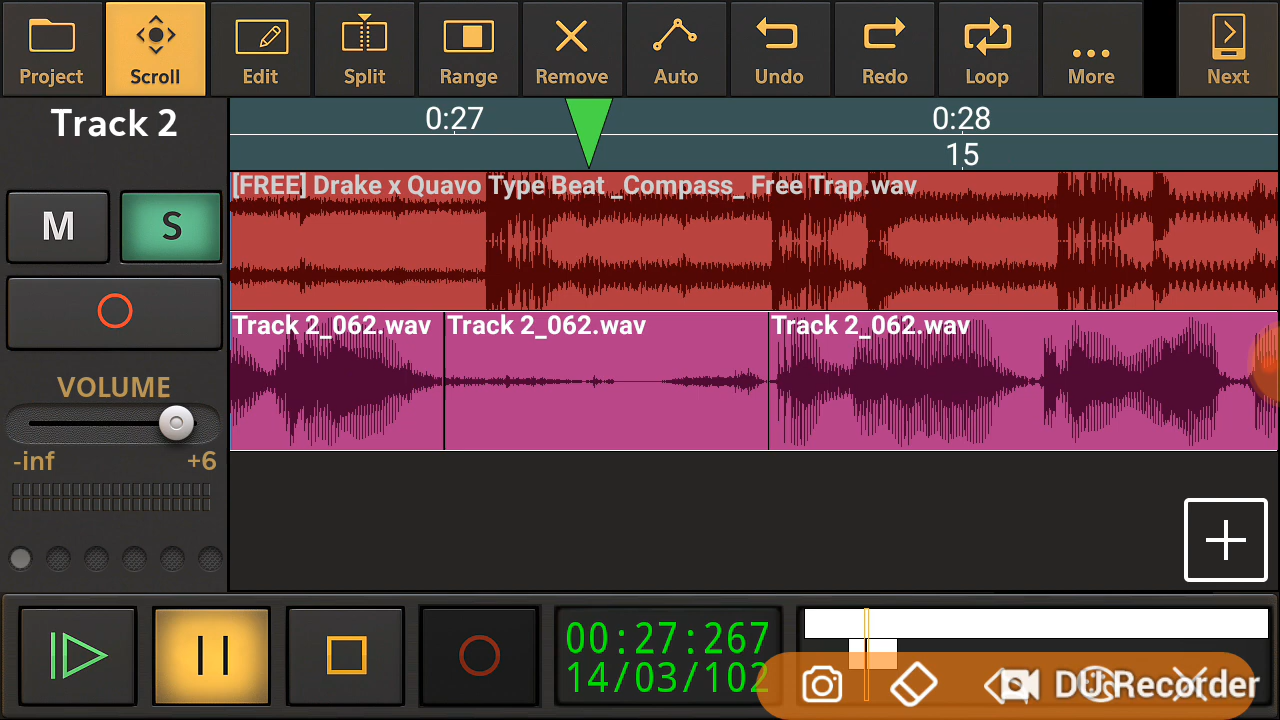 Project Scroll Edit Split Range Remove Auto Undo Redo Loop More Next
Track 2
0:27 0:28
15
M S
[FREE] Drake x Quavo Type Beat _Compass_ Free Trap.wav
Track 2_062.wav Track 2_062.wav Track 2_062.wav
VOLUME
-inf +6
00:27:267
14/03/102
DU Recorder